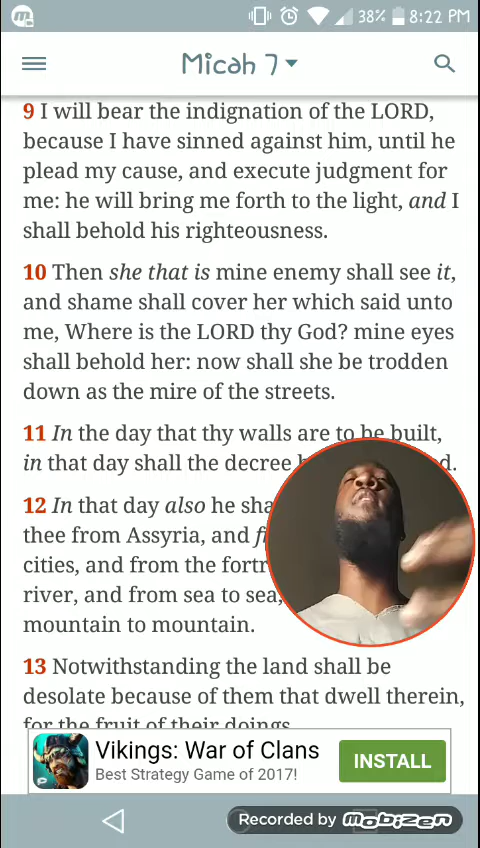 38% 8:22 PM
Micah 7
9 I will bear the indignation of the LORD,
because I have sinned against him, until he
plead my cause, and execute judgment for
me: he will bring me forth to the light, and I
shall behold his righteousness.
10 Then she that is mine enemy shall see it,
and shame shall cover her which said unto
me, Where is the LORD thy God? mine eyes
shall behold her: now shall she be trodden
down as the mire of the streets.
11 In the day that thy walls are to be built,
in that day shall the decree
12 In that day also he
thee from Assyria, and
cities, and from the
river, and from sea to sea,
mountain to mountain.
13 Notwithstanding the land shall be
desolate because of them that dwell therein,
for the fruit of their doings
Vikings: War of Clans
Best Strategy Game of 2017!
INSTALL
Recorded by mobizen